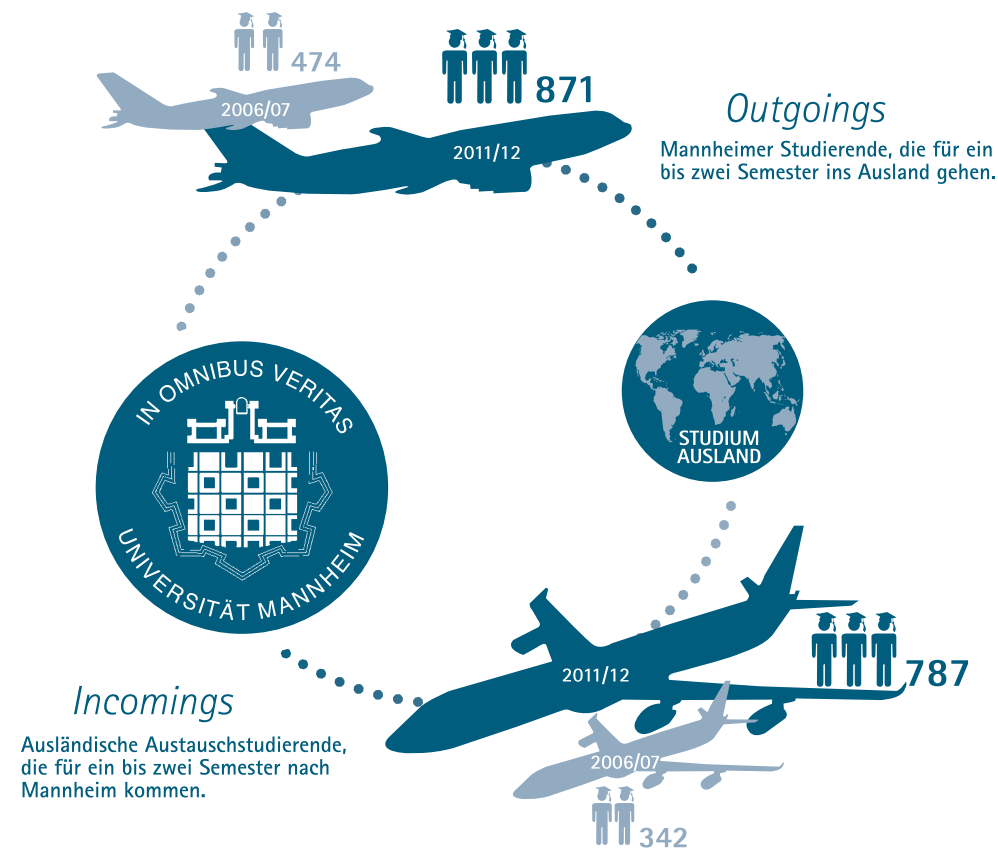 474
2006/07
871
2011/12
Outgoings
Mannheimer Studierende, die für ein
bis zwei Semester ins Ausland gehen.
IN OMNIBUS VERITAS
UNIVERSITÄT MANNHEIM
STUDIUM
AUSLAND
2011/12
787
Incomings
Ausländische Austauschstudierende,
die für ein bis zwei Semester nach
Mannheim kommen.
2006/07
342